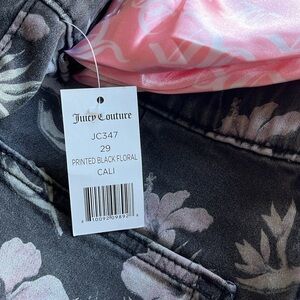 Juicy Couture
JC347
29
PRINTED BLACK FLORAL
CALI